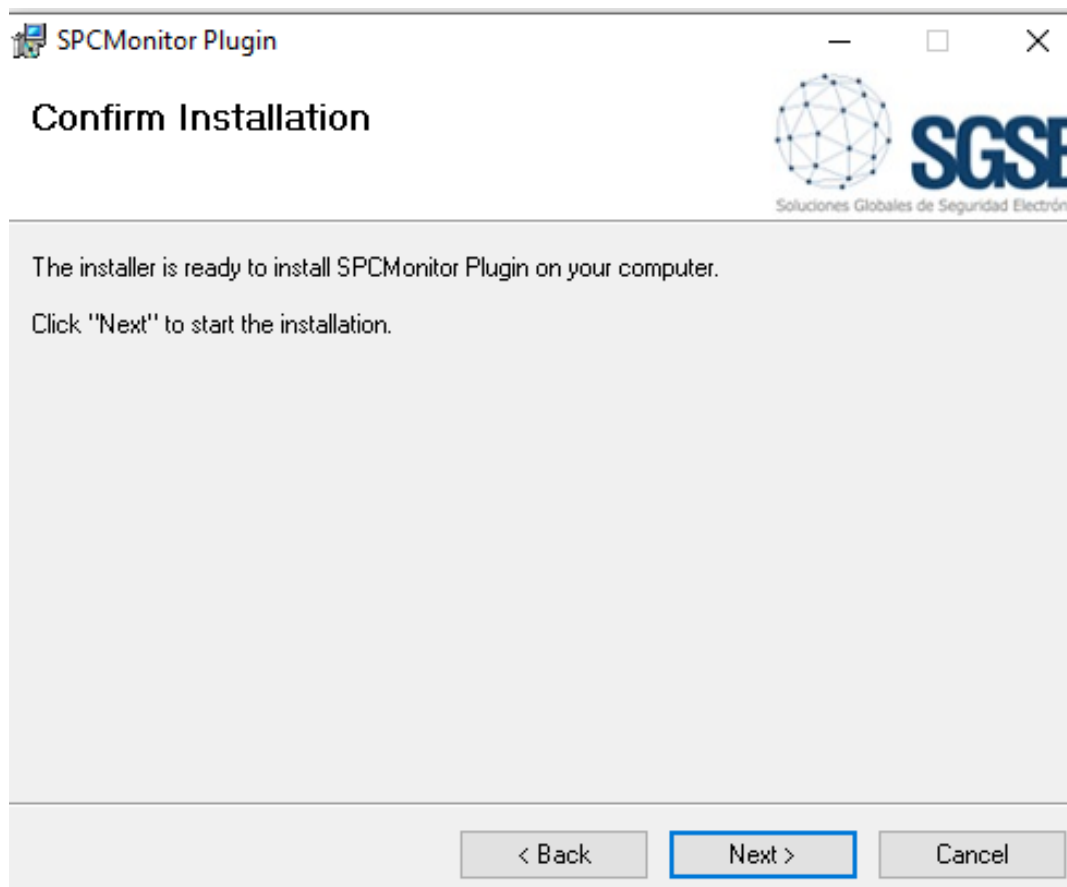 SPCMonitor Plugin
Confirm Installation
SGSE
Soluciones Globales de Seguridad Electrón
The installer is ready to install SPCMonitor Plugin on your computer.
Click "Next" to start the installation.
< Back
Next >
Cancel